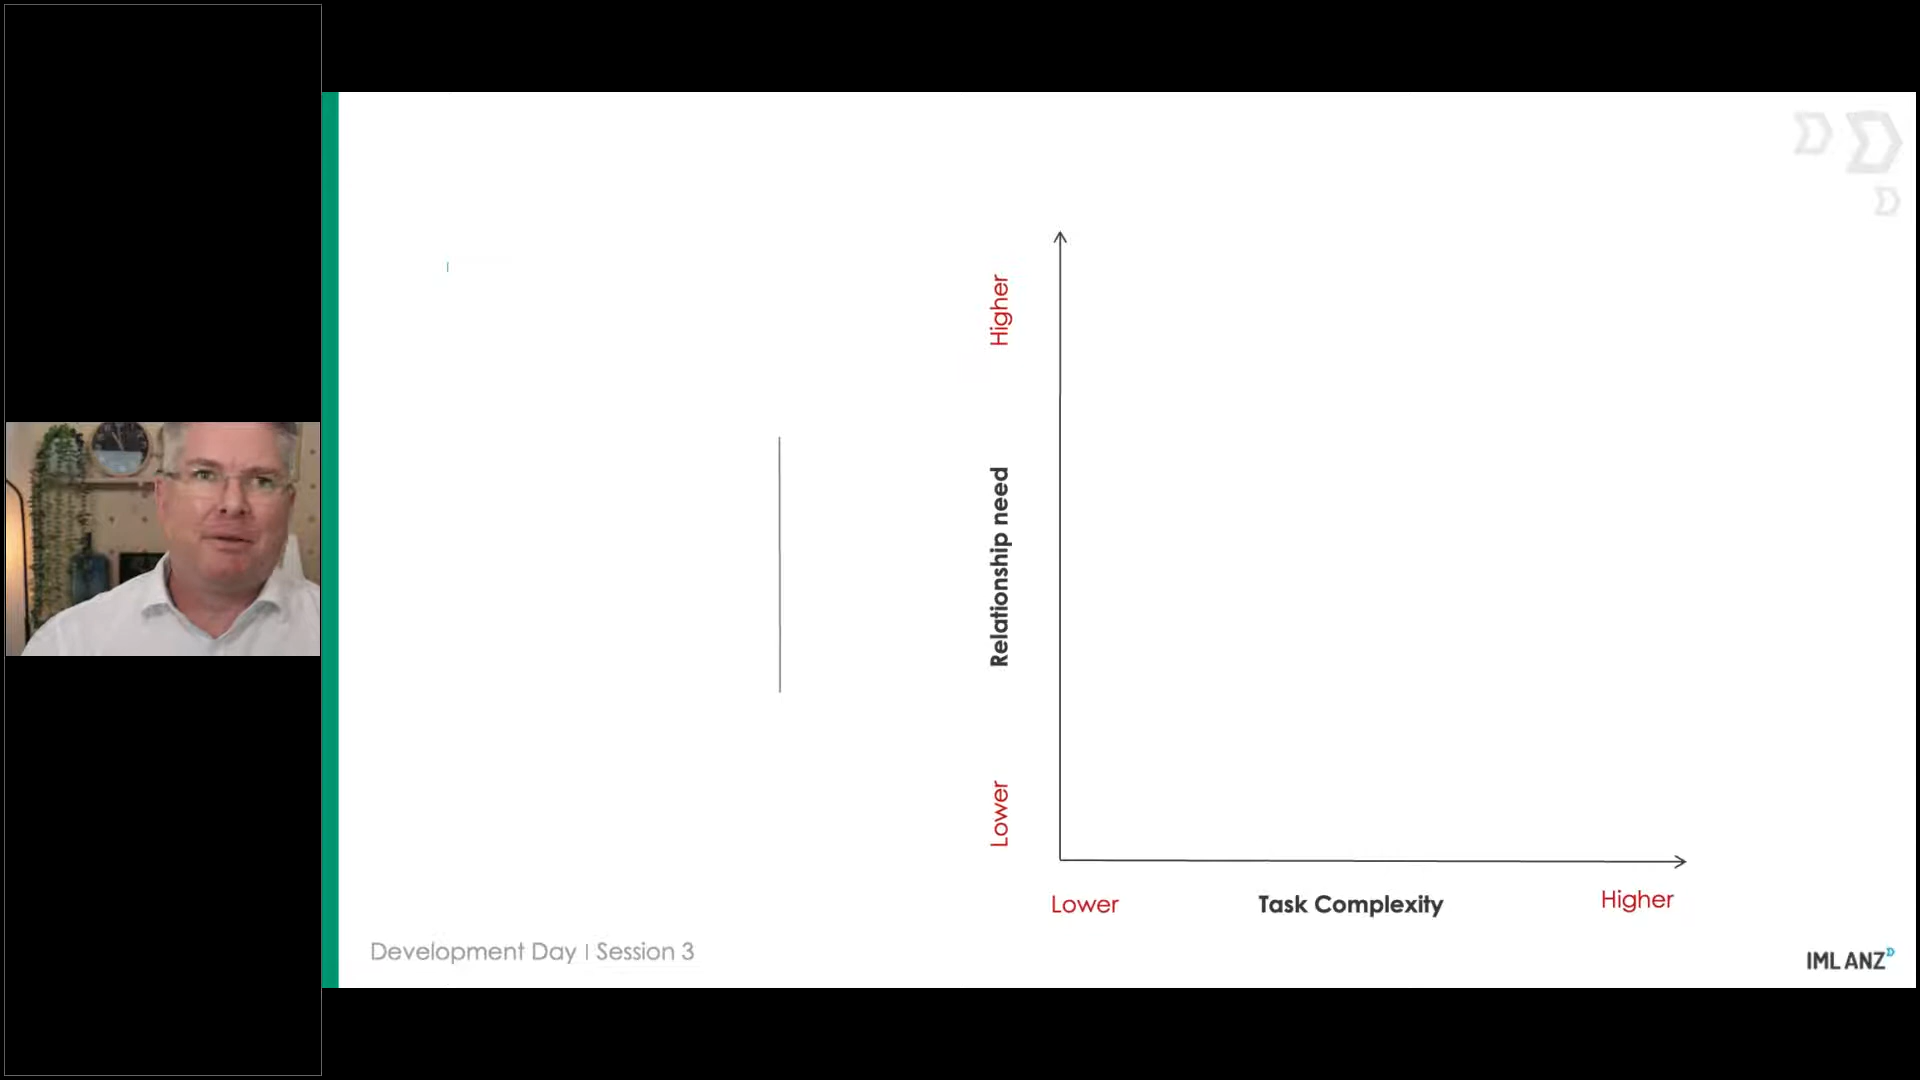 Higher
Relationship need
Lower
Lower
Task Complexity
Higher
Development Day | Session 3
IML ANZ